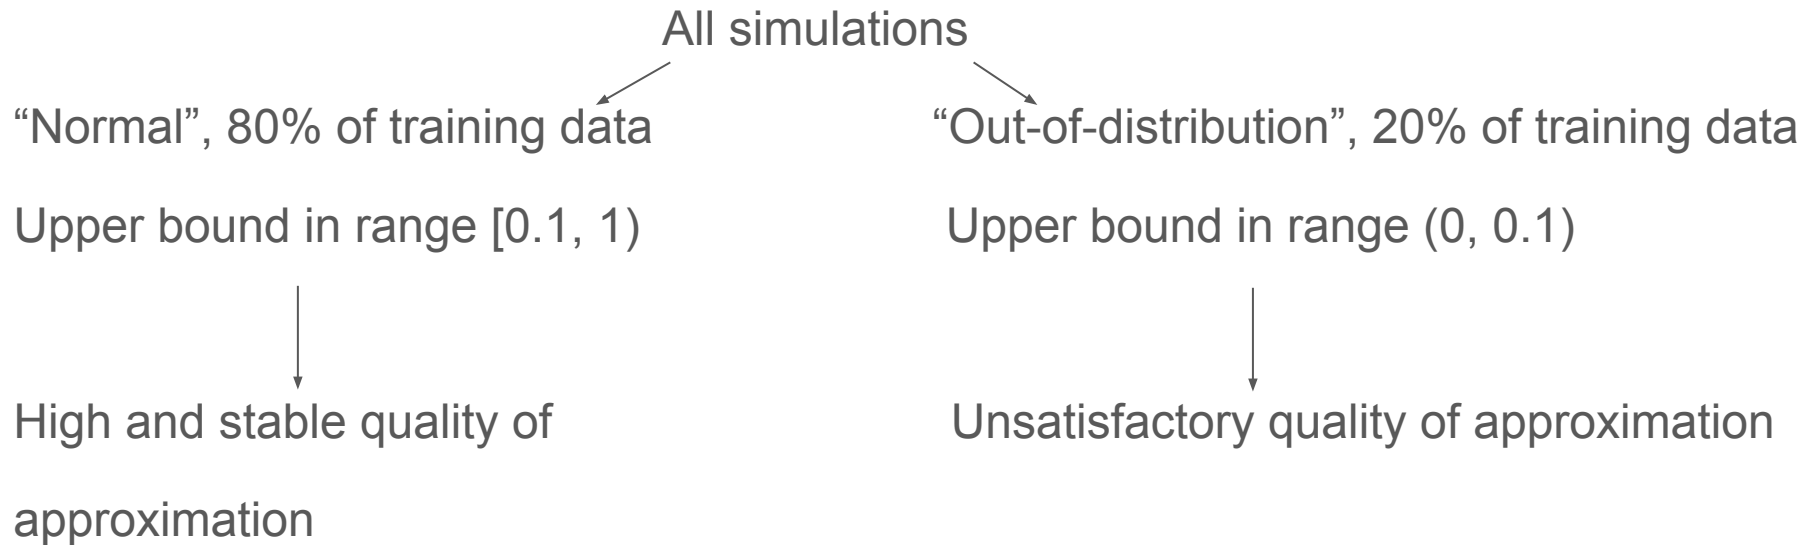 All simulations
“Normal”, 80% of training data
Upper bound in range [0.1, 1)
High and stable quality of
approximation
“Out-of-distribution”, 20% of training data
Upper bound in range (0, 0.1)
Unsatisfactory quality of approximation